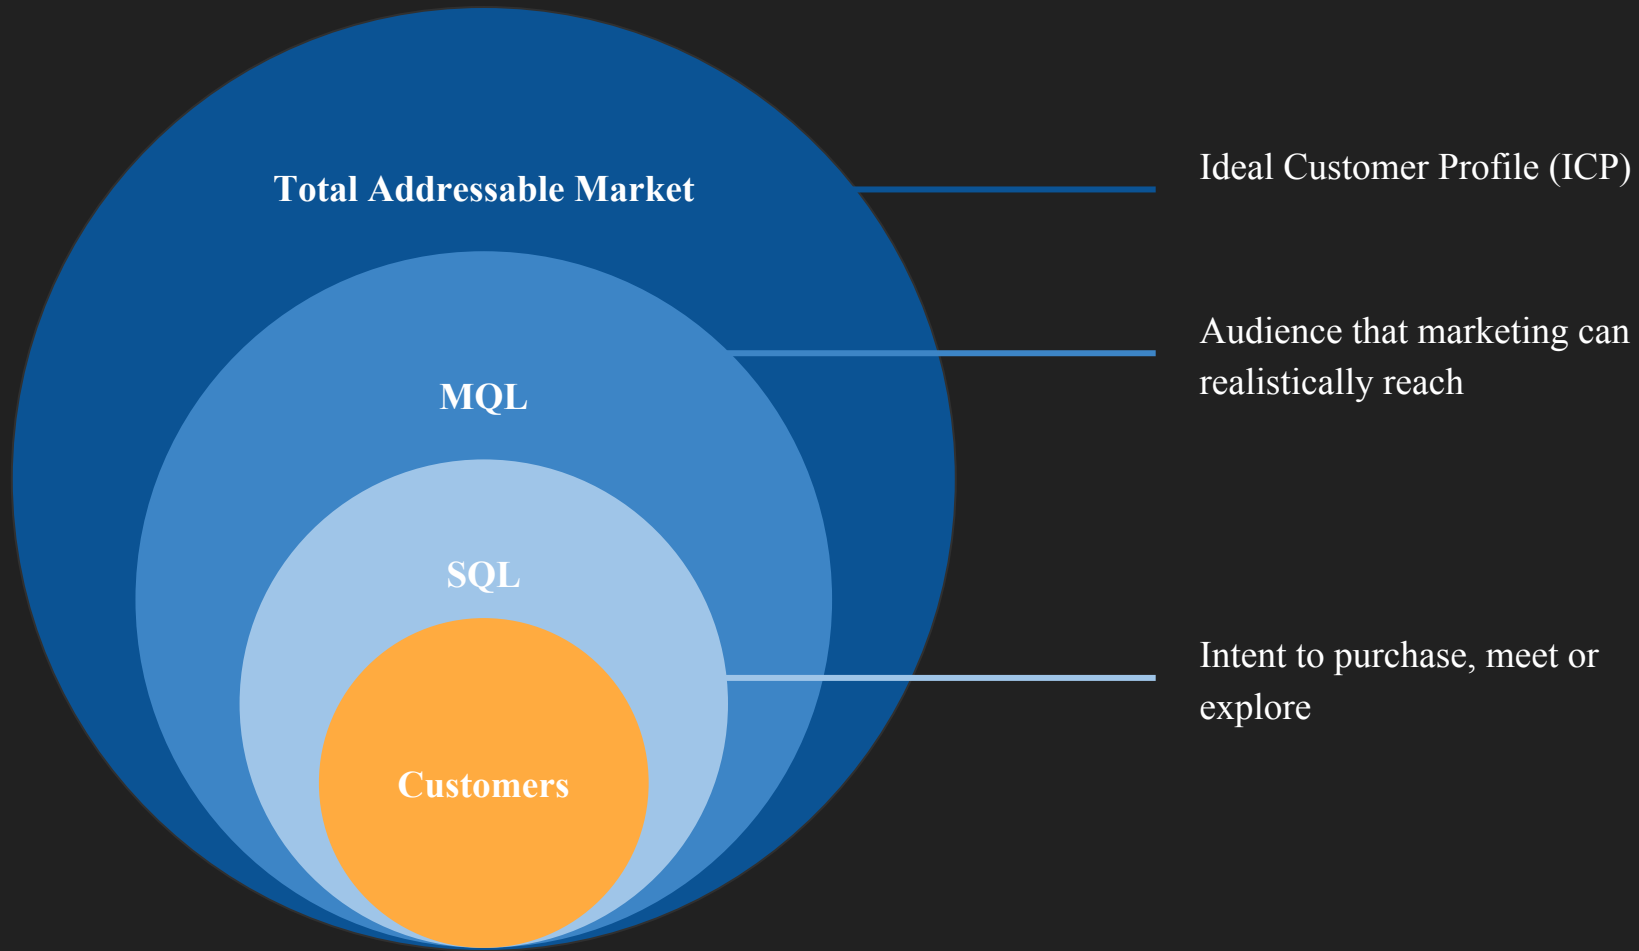 Total Addressable Market
Ideal Customer Profile (ICP)
MQL
Audience that marketing can
realistically reach
SQL
Intent to purchase, meet or
explore
Customers